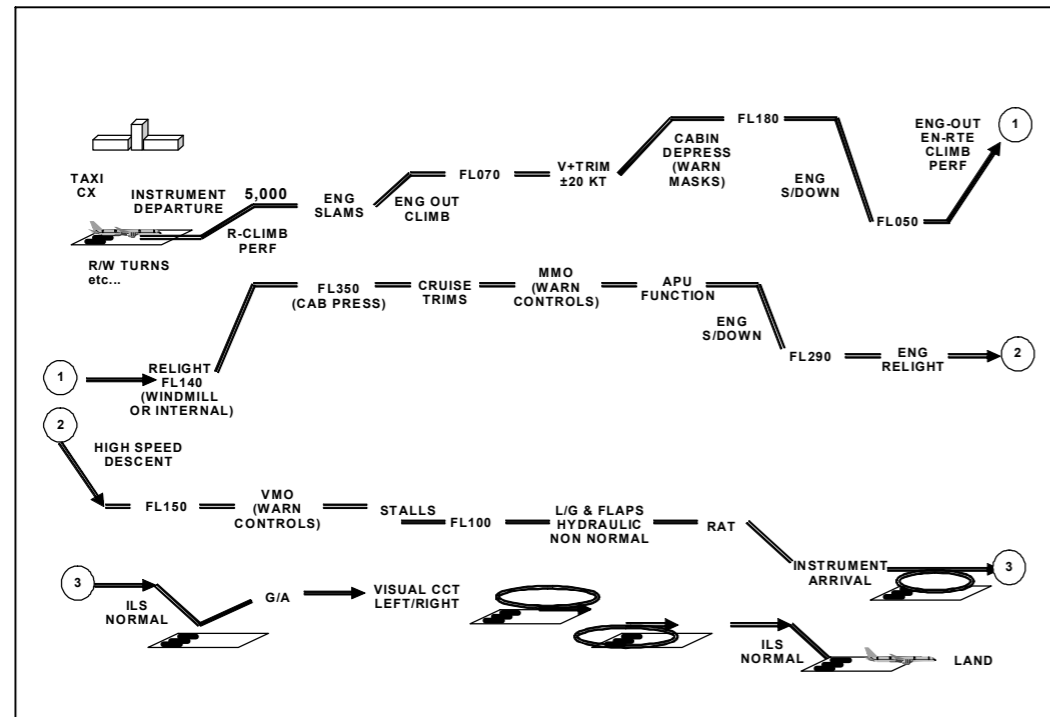 TAXI
CX
INSTRUMENT
DEPARTURE
5,000
R-CLIMB
PERF
R/W TURNS
etc...
ENG
SLAMS
ENG OUT
CLIMB
FL070
V+TRIM
±20 KT
CABIN
DEPRESS
(WARN
MASKS)
FL180
ENG
S/DOWN
FL050
ENG-OUT
EN-RTE
CLIMB
PERF
1
1
RELIGHT
FL140
(WINDMILL
OR INTERNAL)
FL350
(CAB PRESS)
CRUISE
TRIMS
MMO
(WARN
CONTROLS)
APU
FUNCTION
ENG
S/DOWN
FL290
ENG
RELIGHT
2
2
HIGH SPEED
DESCENT
FL150
VMO
(WARN
CONTROLS)
STALLS
FL100
L/G & FLAPS
HYDRAULIC
NON NORMAL
RAT
INSTRUMENT
ARRIVAL
3
3
ILS
NORMAL
G/A
VISUAL CCT
LEFT/RIGHT
ILS
NORMAL
LAND